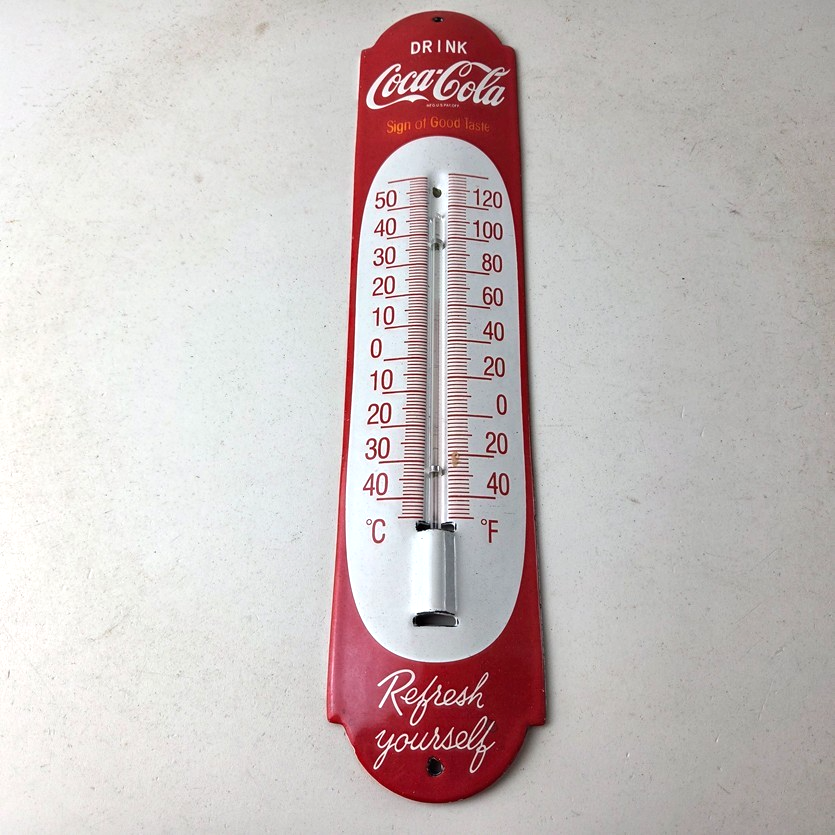 DRINK
Coca-Cola
Sign of Good Taste
50 120
40 100
30 80
20 60
10 40
0 20
10 0
20 20
30 40
40
°C °F
Refresh
yourself